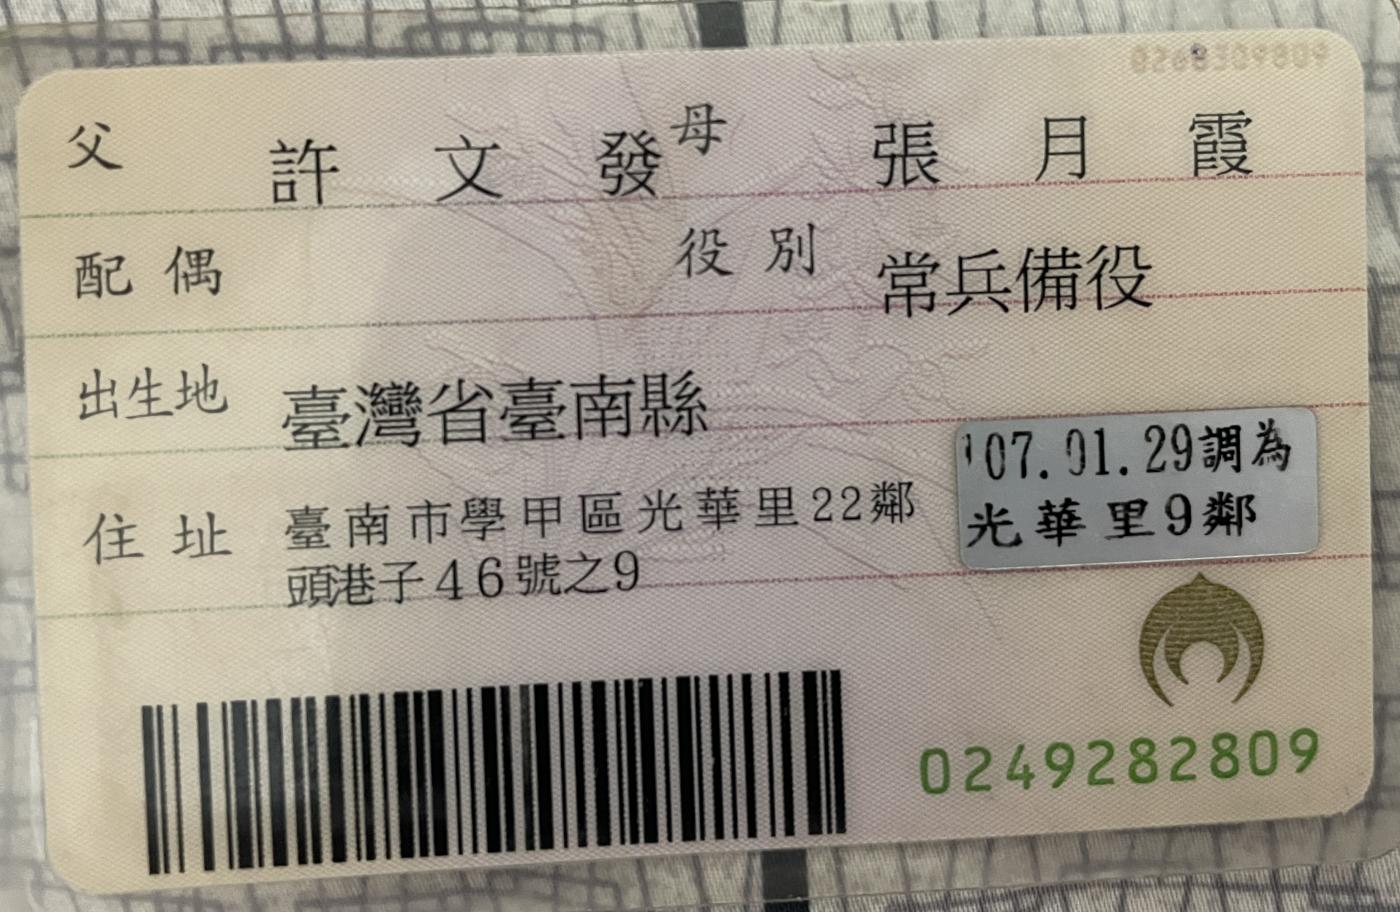 父 許文發 母 張月霞
配偶 役別 常兵備役
出生地 臺灣省臺南縣
住址 臺南市學甲區光華里22鄰
頭港子46號之9
107.01.29調為
光華里9鄰
0249282809